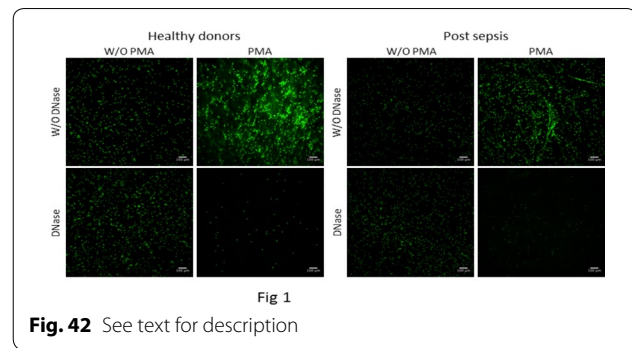 Healthy donors
Post sepsis
W/O PMA
PMA
W/O PMA
PMA
W/O DNase
W/O DNase
DNase
DNase
Fig 1
Fig. 42 See text for description